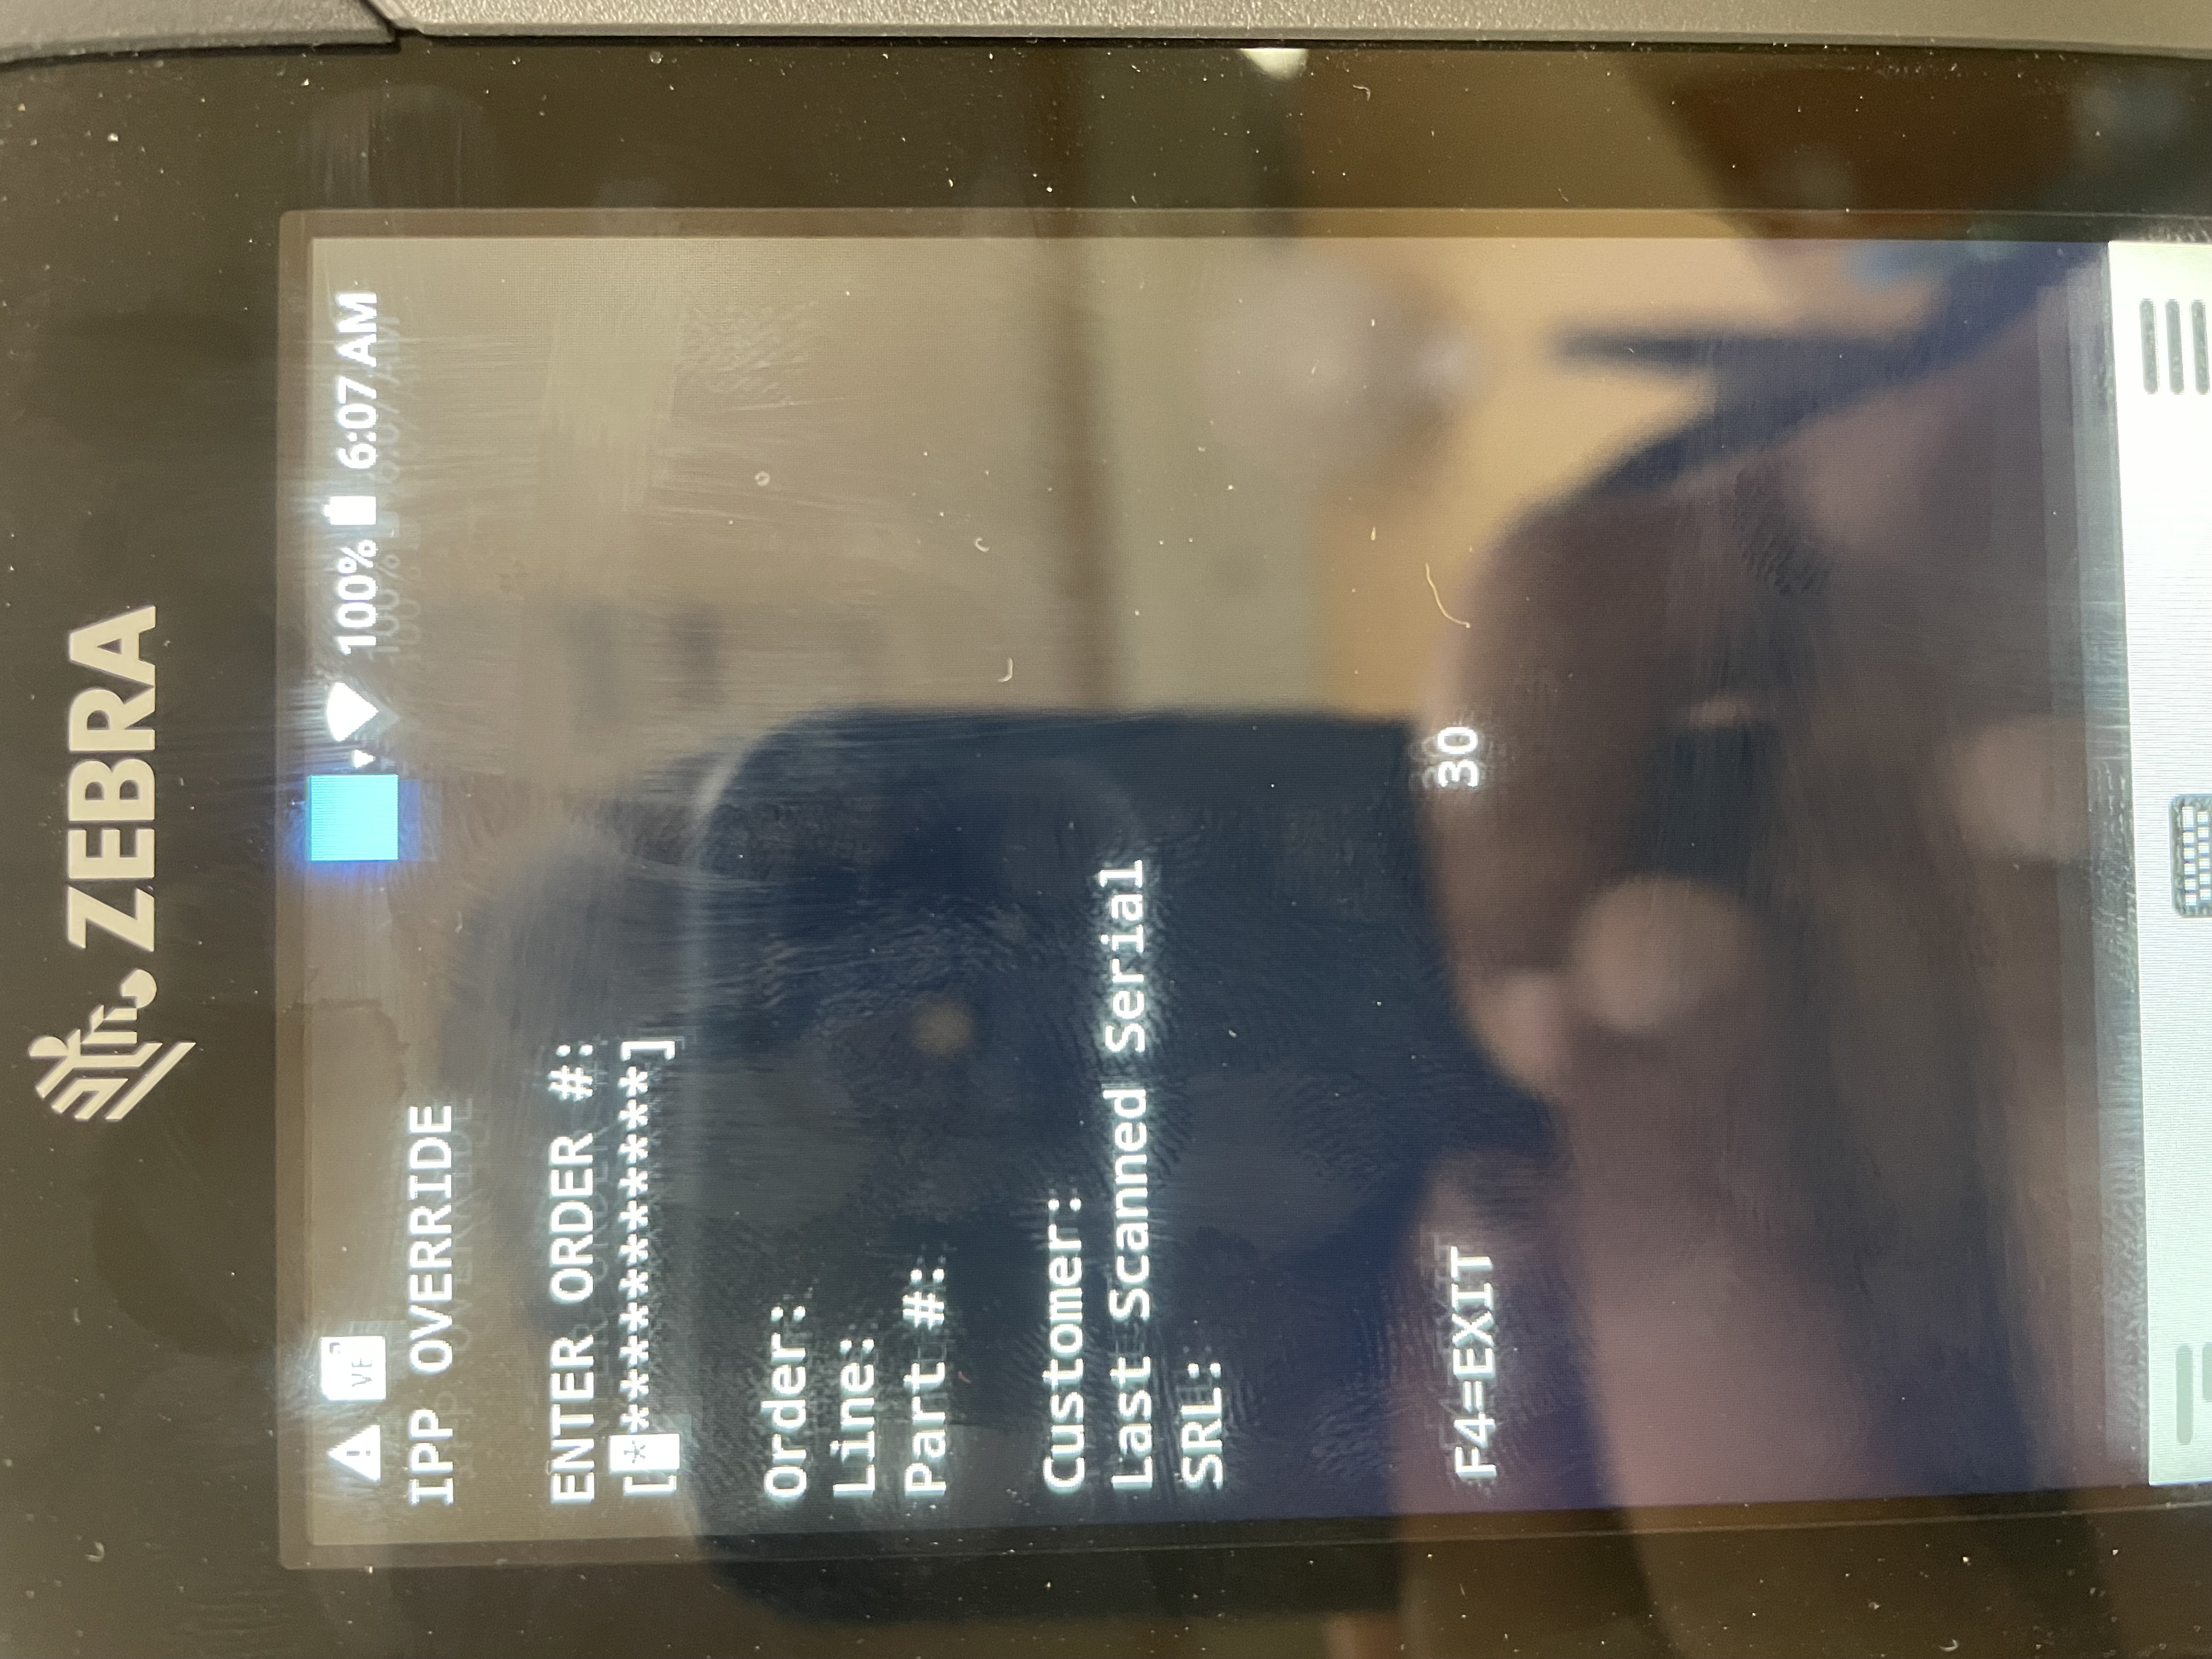 ZEBRA
VE 100% 6:07 AM
IPP OVERRIDE
ENTER ORDER #:
[************]
Order:
Line:
Part #:
Customer:
Last Scanned Serial
SRL:
F4=EXIT 30